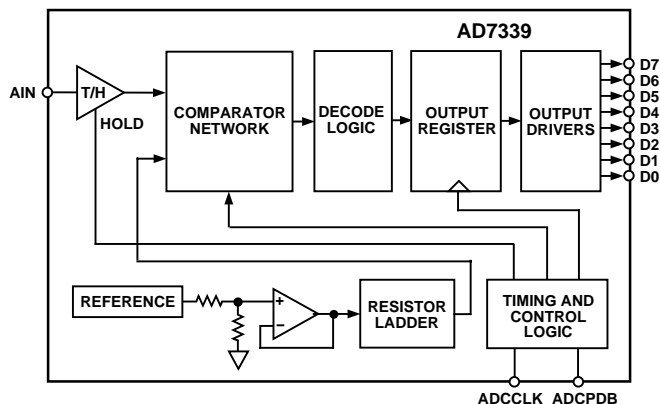 AD7339
AIN
T/H
HOLD
COMPARATOR
NETWORK
DECODE
LOGIC
OUTPUT
REGISTER
OUTPUT
DRIVERS
D7
D6
D5
D4
D3
D2
D1
D0
REFERENCE
+
–
RESISTOR
LADDER
TIMING AND
CONTROL
LOGIC
ADCCLK ADCPDB